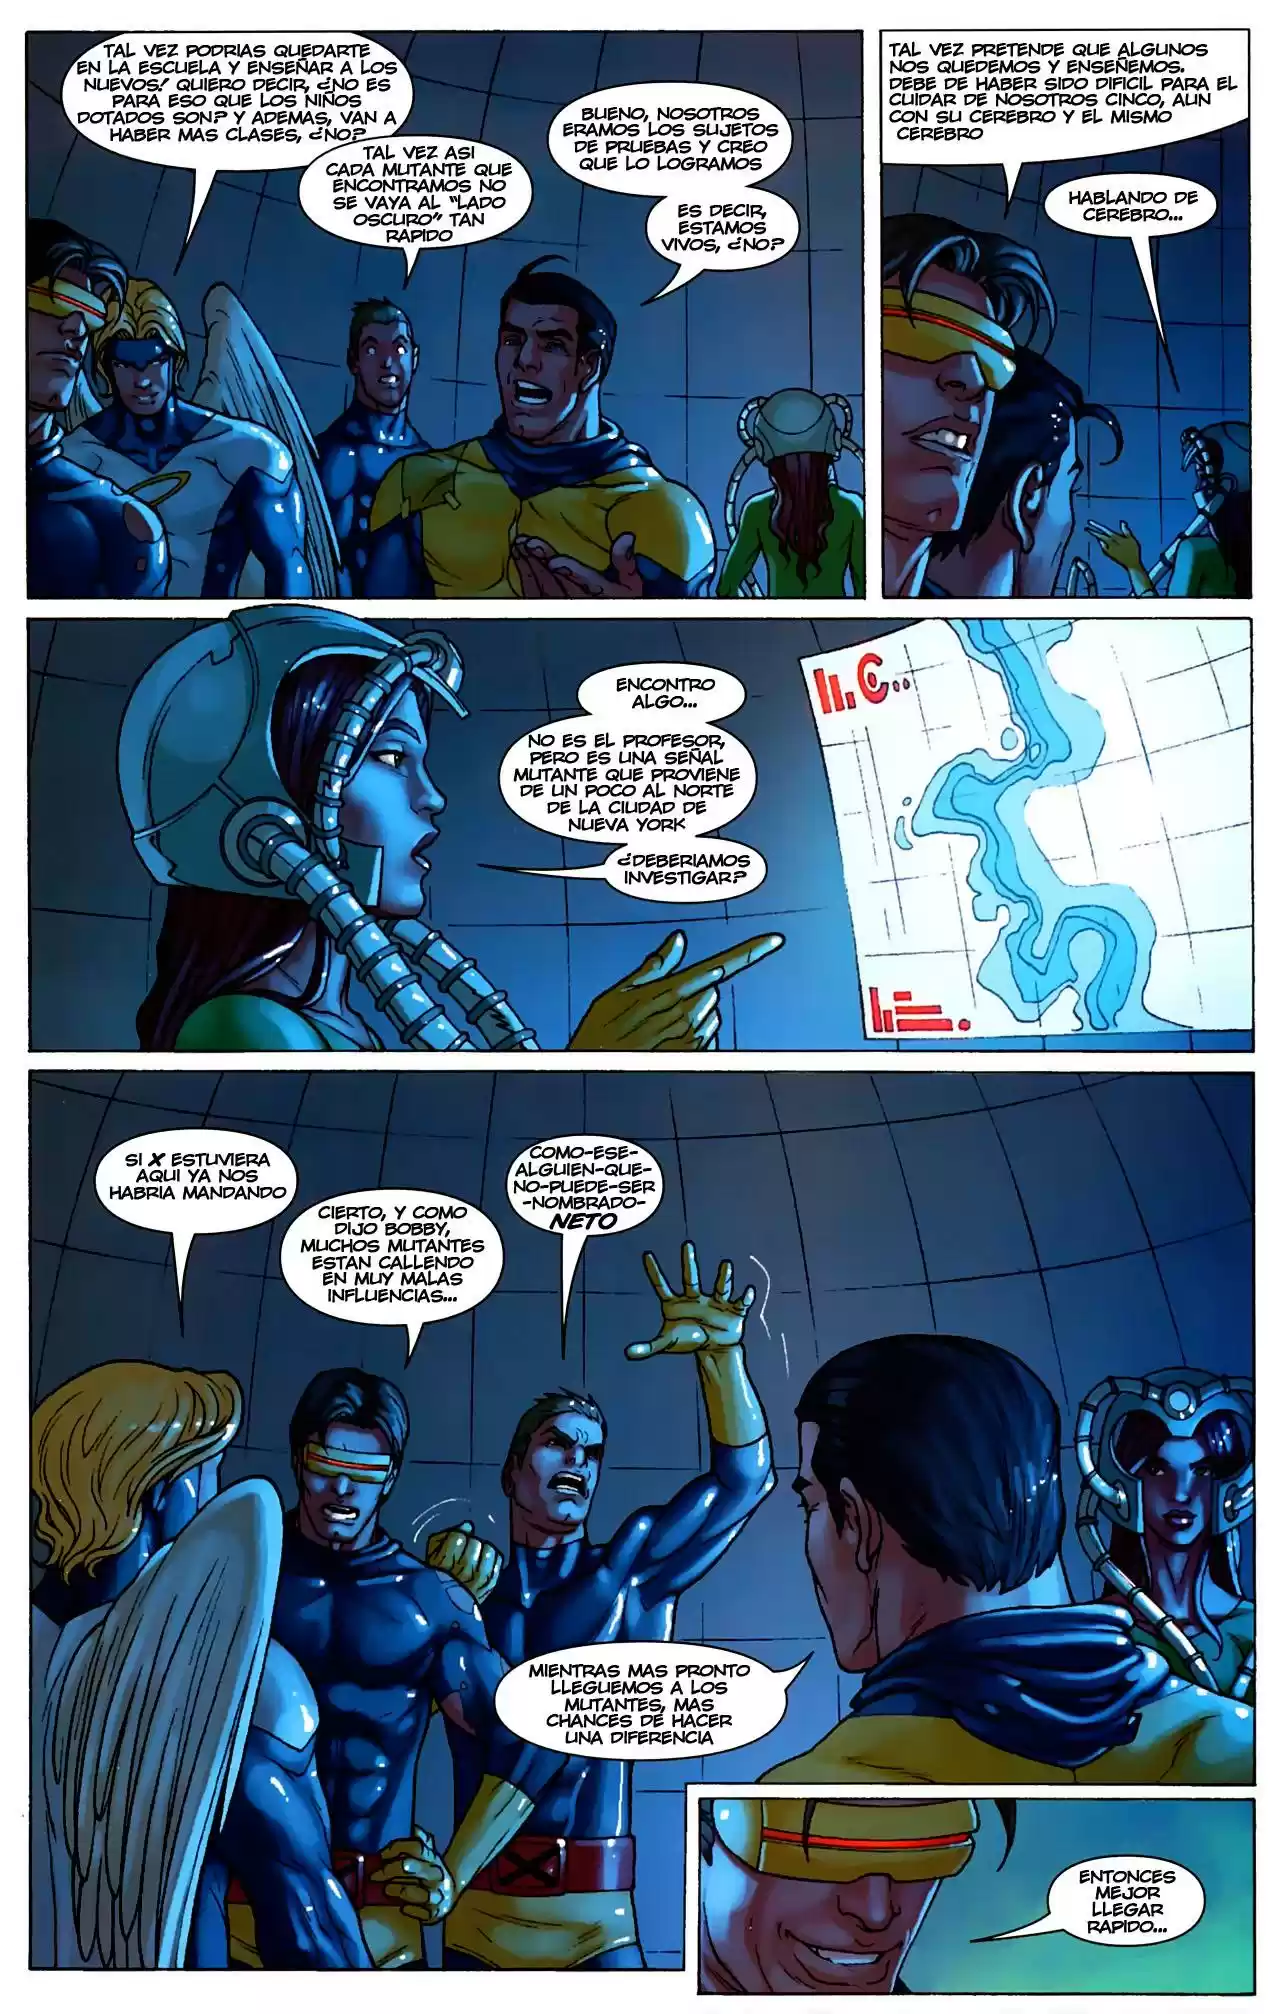 TAL VEZ PODRIAS QUEDARTE
EN LA ESCUELA Y ENSEÑAR A LOS
NUEVOS! QUIERO DECIR, ¿NO ES
PARA ESO QUE LOS NIÑOS
DOTADOS SON? Y ADEMAS, VAN A
HABER MAS CLASES, ¿NO?
TAL VEZ ASI
CADA MUTANTE QUE
ENCONTRAMOS NO
SE VAYA AL "LADO
OSCURO" TAN
RAPIDO
BUENO, NOSOTROS
ERAMOS LOS SUJETOS
DE PRUEBAS Y CREO
QUE LO LOGRAMOS
ES DECIR,
ESTAMOS
VIVOS, ¿NO?
TAL VEZ PRETENDE QUE ALGUNOS
NOS QUEDEMOS Y ENSEÑEMOS.
DEBE DE HABER SIDO DIFICIL PARA EL
CUIDAR DE NOSOTROS CINCO, AUN
CON SU CEREBRO Y EL MISMO
CEREBRO
HABLANDO DE
CEREBRO...
ENCONTRO
ALGO...
NO ES EL PROFESOR,
PERO ES UNA SEÑAL
MUTANTE QUE PROVIENE
DE UN POCO AL NORTE
DE LA CIUDAD DE
NUEVA YORK
¿DEBERIAMOS
INVESTIGAR?
SI X ESTUVIERA
AQUI YA NOS
HABRIA MANDANDO
CIERTO, Y COMO
DIJO BOBBY,
MUCHOS MUTANTES
ESTAN CALLENDO
EN MUY MALAS
INFLUENCIAS...
COMO-ESE-
ALGUIEN-QUE-
NO-PUEDE-SER
-NOMBRADO-
NETO
MIENTRAS MAS PRONTO
LLEGUEMOS A LOS
MUTANTES, MAS
CHANCES DE HACER
UNA DIFERENCIA
ENTONCES
MEJOR
LLEGAR
RAPIDO...